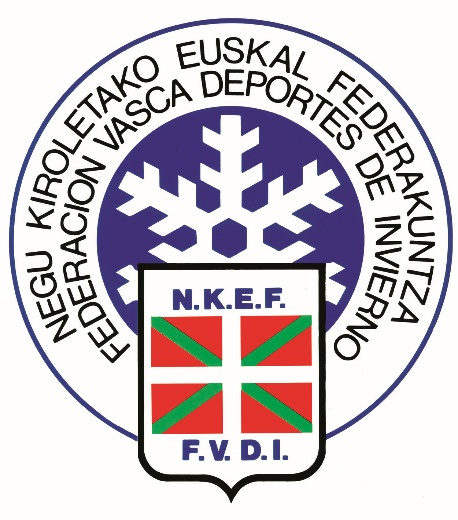 NEGU KIROLETAKO EUSKAL FEDERAKUNTZA
FEDERACION VASCA DEPORTES DE INVIERNO
N.K.E.F.
F.V.D.I.